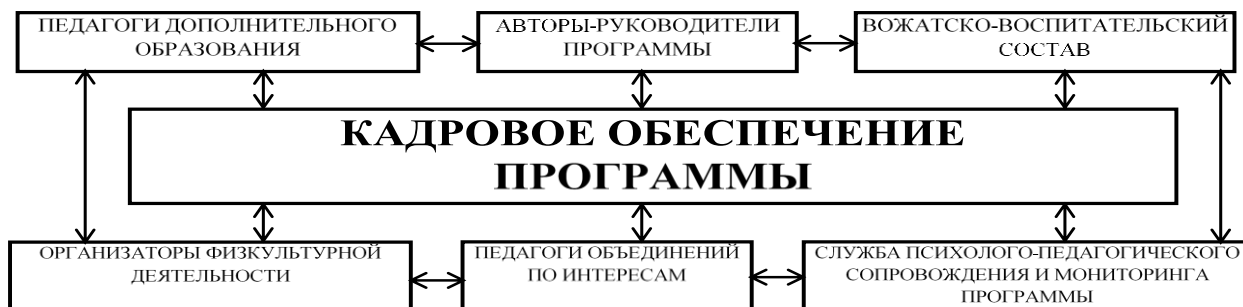 ПЕДАГОГИ ДОПОЛНИТЕЛЬНОГО
ОБРАЗОВАНИЯ
АВТОРЫ-РУКОВОДИТЕЛИ
ПРОГРАММЫ
ВОЖАТСКО-ВОСПИТАТЕЛЬСКИЙ
СОСТАВ
КАДРОВОЕ ОБЕСПЕЧЕНИЕ
ПРОГРАММЫ
ОРГАНИЗАТОРЫ ФИЗКУЛЬТУРНОЙ
ДЕЯТЕЛЬНОСТИ
ПЕДАГОГИ ОБЪЕДИНЕНИЙ
ПО ИНТЕРЕСАМ
СЛУЖБА ПСИХОЛОГО-ПЕДАГОГИЧЕСКОГО
СОПРОВОЖДЕНИЯ И МОНИТОРИНГА
ПРОГРАММЫ